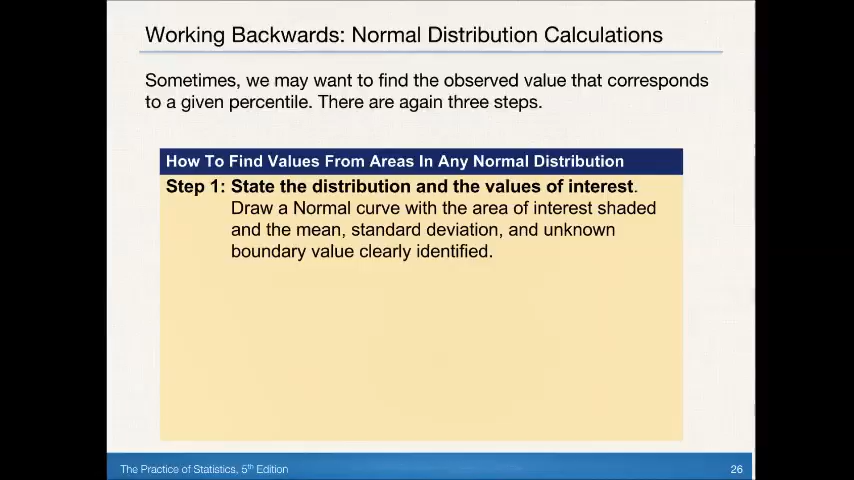 Working Backwards: Normal Distribution Calculations
Sometimes, we may want to find the observed value that corresponds
to a given percentile. There are again three steps.
How To Find Values From Areas In Any Normal Distribution
Step 1: State the distribution and the values of interest.
Draw a Normal curve with the area of interest shaded
and the mean, standard deviation, and unknown
boundary value clearly identified.
The Practice of Statistics, 5th Edition
26